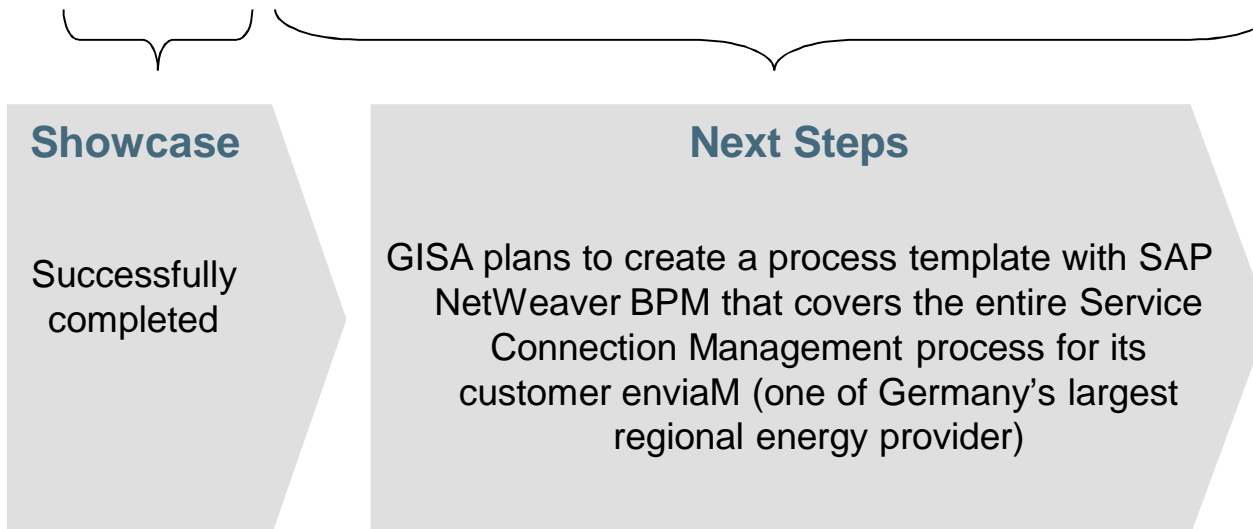 Showcase
Successfully
completed
Next Steps
GISA plans to create a process template with SAP
NetWeaver BPM that covers the entire Service
Connection Management process for its
customer enviaM (one of Germany’s largest
regional energy provider)